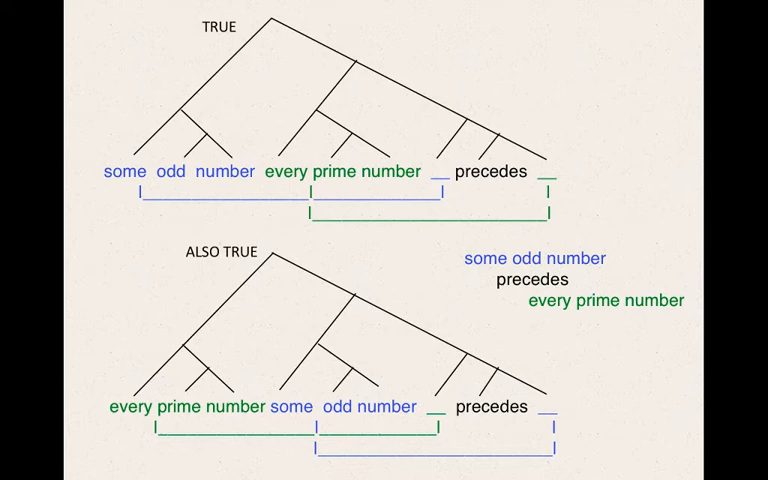 TRUE
some odd number every prime number __ precedes __
ALSO TRUE
some odd number
precedes
every prime number
every prime number some odd number __ precedes __